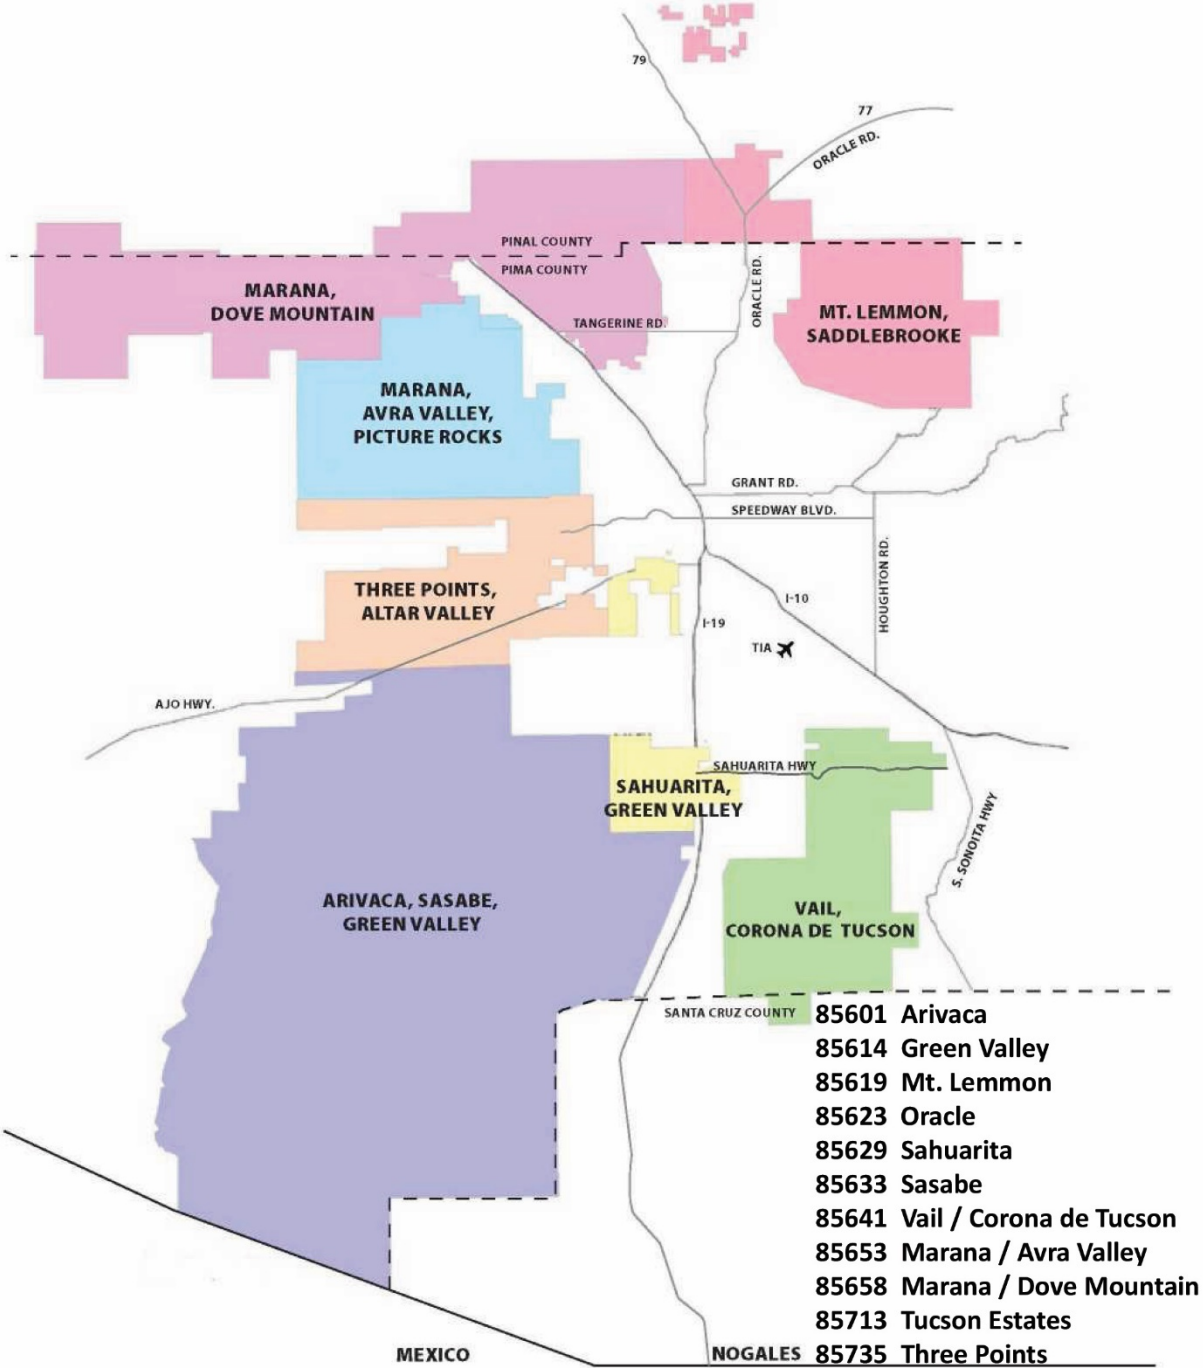 79
77
ORACLE RD.
PINAL COUNTY
PIMA COUNTY
ORACLE RD.
MARANA,
DOVE MOUNTAIN
TANGERINE RD.
MT. LEMMON,
SADDLEBROOKE
MARANA,
AVRA VALLEY,
PICTURE ROCKS
GRANT RD.
SPEEDWAY BLVD.
HOUGHTON RD.
THREE POINTS,
ALTAR VALLEY
I-10
I-19
TIA
AJO HWY.
SAHUARITA HWY
SAHUARITA,
GREEN VALLEY
S. SONOITA HWY
ARIVACA, SASABE,
GREEN VALLEY
VAIL,
CORONA DE TUCSON
SANTA CRUZ COUNTY
85601 Arivaca
85614 Green Valley
85619 Mt. Lemmon
85623 Oracle
85629 Sahuarita
85633 Sasabe
85641 Vail / Corona de Tucson
85653 Marana / Avra Valley
85658 Marana / Dove Mountain
85713 Tucson Estates
85735 Three Points
MEXICO
NOGALES